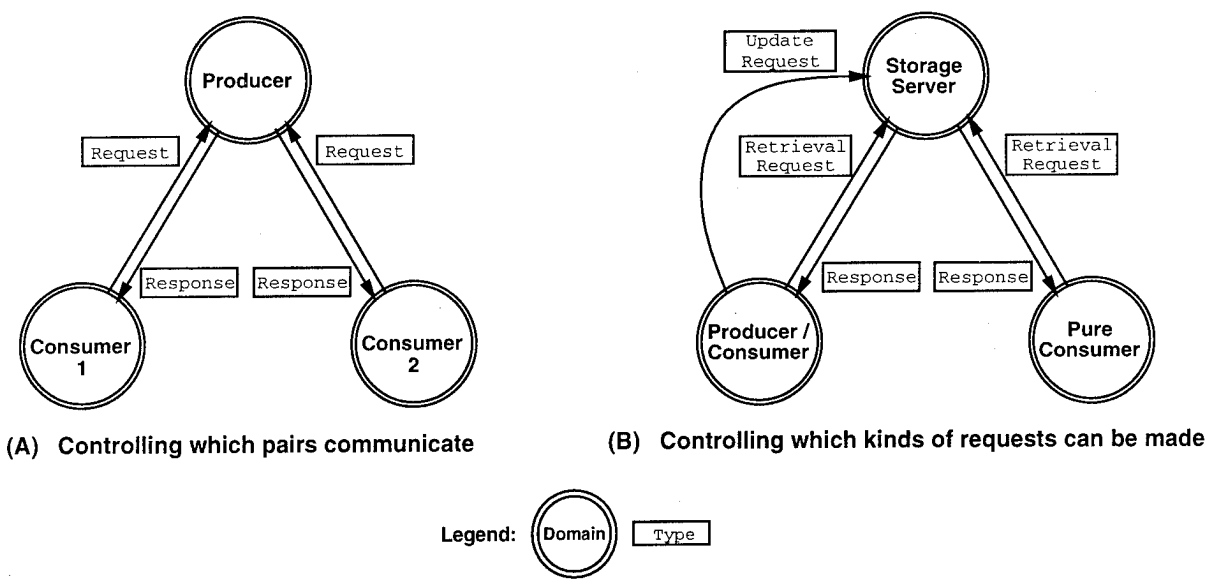 Producer
Request
Request
Response
Response
Consumer
1
Consumer
2
(A) Controlling which pairs communicate
Update
Request
Storage
Server
Retrieval
Request
Retrieval
Request
Response
Response
Producer /
Consumer
Pure
Consumer
(B) Controlling which kinds of requests can be made
Legend:
Domain
Type